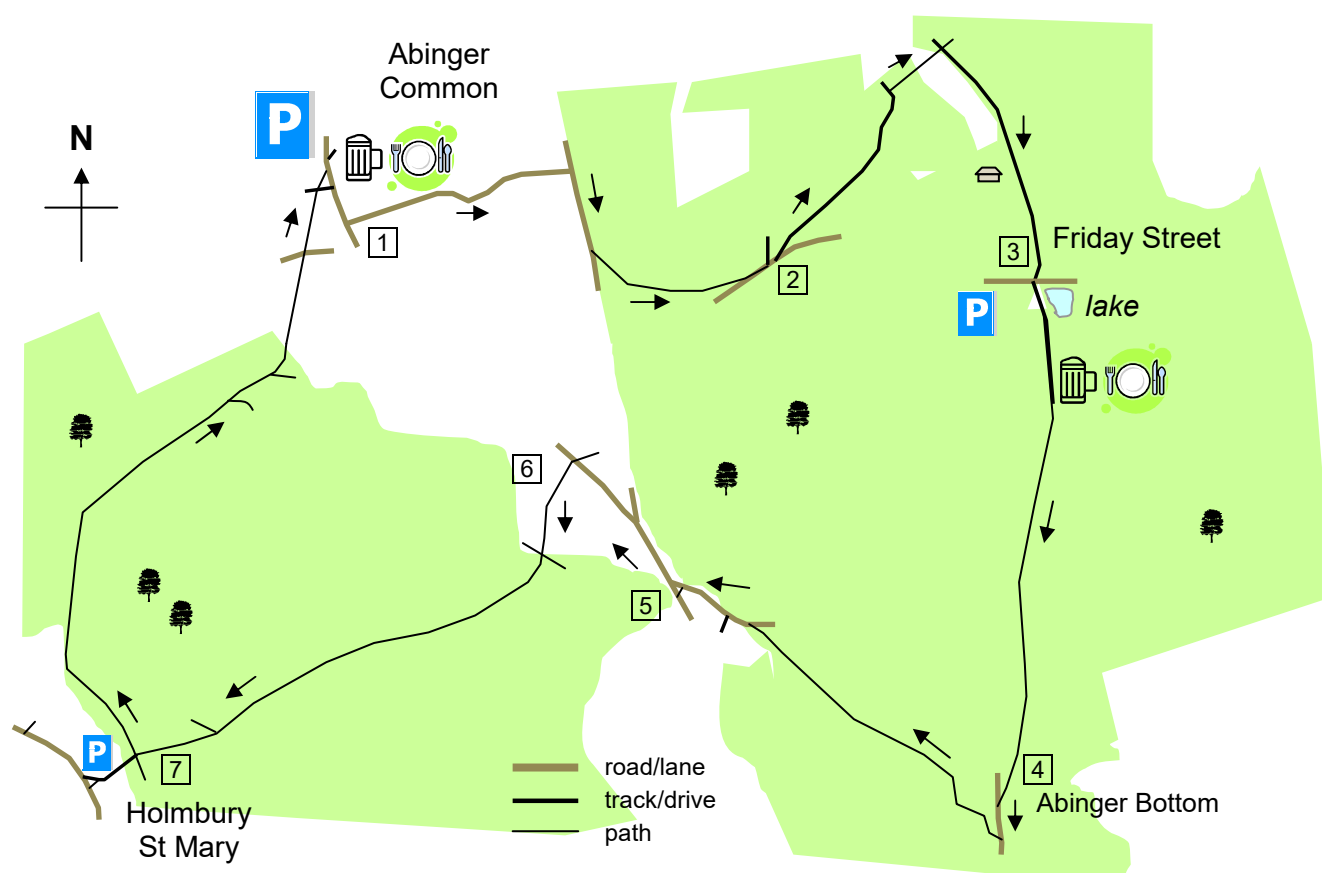 Abinger
Common
P
N
1
2
3
Friday Street
P
lake
6
5
4
Abinger Bottom
P
7
Holmbury
St Mary
road/lane
track/drive
path